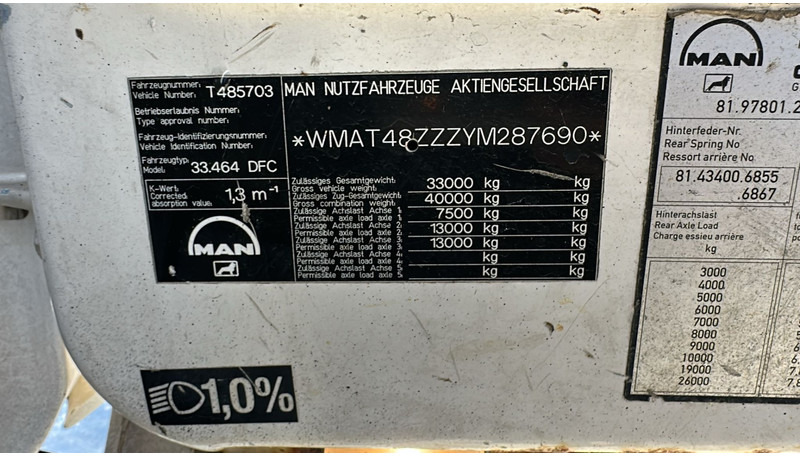 Fahrzeugnummer:
Vehicle Number: T485703
Betriebserlaubnis Nummer:
Type approval number:
Fahrzeug-Identifizierungsnummer:
Vehicle Identification Number:
Fahrzeugtyp:
Model: 33.464 DFC
K-Wert:
Corrected
absorption value: 1,3 m⁻¹
MAN
MAN NUTZFAHRZEUGE AKTIENGESELLSCHAFT
*WMAT48ZZZYM287690*
Zulässiges Gesamtgewicht:
Gross vehicle weight: 33000 kg kg
Zulässiges Zug-Gesamtgewicht:
Gross combination weight: 40000 kg kg
Zulässige Achslast Achse 1:
Permissible axle load axle 1: 7500 kg kg
Zulässige Achslast Achse 2:
Permissible axle load axle 2: 13000 kg kg
Zulässige Achslast Achse 3:
Permissible axle load axle 3: 13000 kg kg
Zulässige Achslast Achse 4:
Permissible axle load axle 4: kg kg
Zulässige Achslast Achse 5:
Permissible axle load axle 5: kg kg
1,0%
MAN
81.97801.2
Hinterfeder-Nr.
Rear Spring No
Ressort arrière No
81.43400.6855
.6867
Hinterachslast
Rear Axle Load
Charge essieu arrière
kg
3000
4000
5000
6000
7000
8000
9000
10000
19000
26000